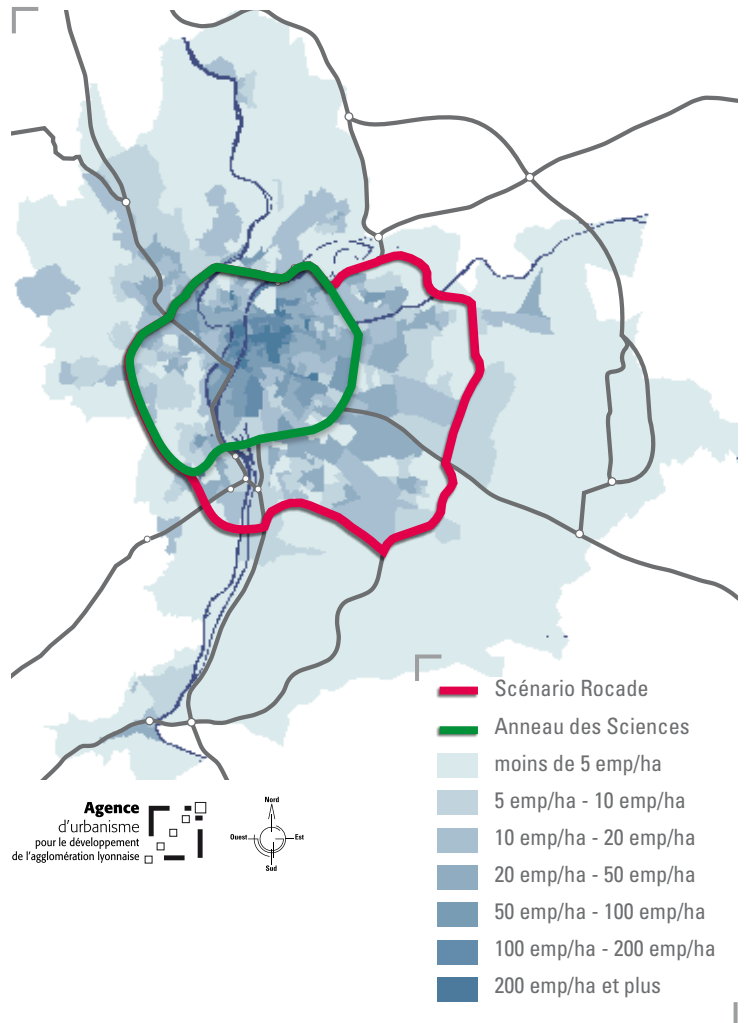 Scénario Rocade
Anneau des Sciences
moins de 5 emp/ha
5 emp/ha - 10 emp/ha
10 emp/ha - 20 emp/ha
20 emp/ha - 50 emp/ha
50 emp/ha - 100 emp/ha
100 emp/ha - 200 emp/ha
200 emp/ha et plus
Agence
d'urbanisme
pour le développement
de l'agglomération lyonnaise
Nord
Ouest
Est
Sud